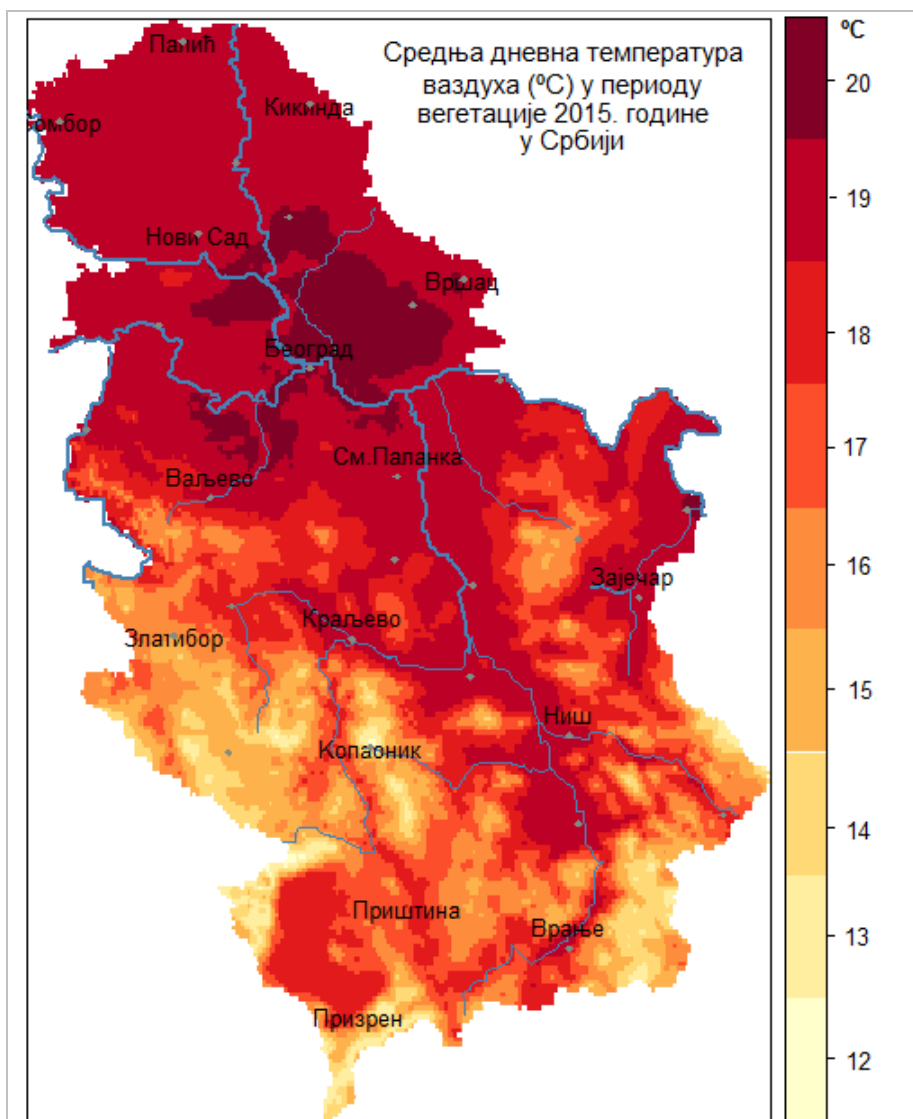 Средња дневна температура
ваздуха (ºC) у периоду
вегетације 2015. године
у Србији
ºC
20
19
18
17
16
15
14
13
12
Палић
Кикинда
омбор
Нови Сад
Вршац
Београд
См.Паланка
Ваљево
Зајечар
Краљево
Златибор
Ниш
Копаоник
Приштина
Врање
Призрен